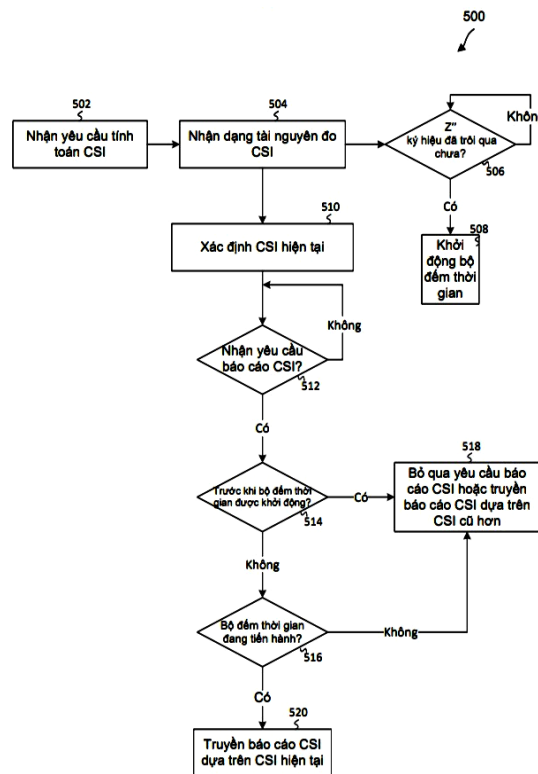 500
502
Nhận yêu cầu tính
toán CSI
504
Nhận dạng tài nguyên đo
CSI
Z''
ký hiệu đã trôi qua
chưa?
506
Không
Có
508
Khởi
động bộ
đếm thời
gian
510
Xác định CSI hiện tại
Không
Nhận yêu cầu
báo cáo CSI?
512
Có
Trước khi bộ đếm thời
gian được khởi động?
514
Có
518
Bỏ qua yêu cầu báo
cáo CSI hoặc truyền
báo cáo CSI dựa trên
CSI cũ hơn
Không
Bộ đếm thời gian
đang tiến hành?
516
Không
Có
520
Truyền báo cáo CSI
dựa trên CSI hiện tại